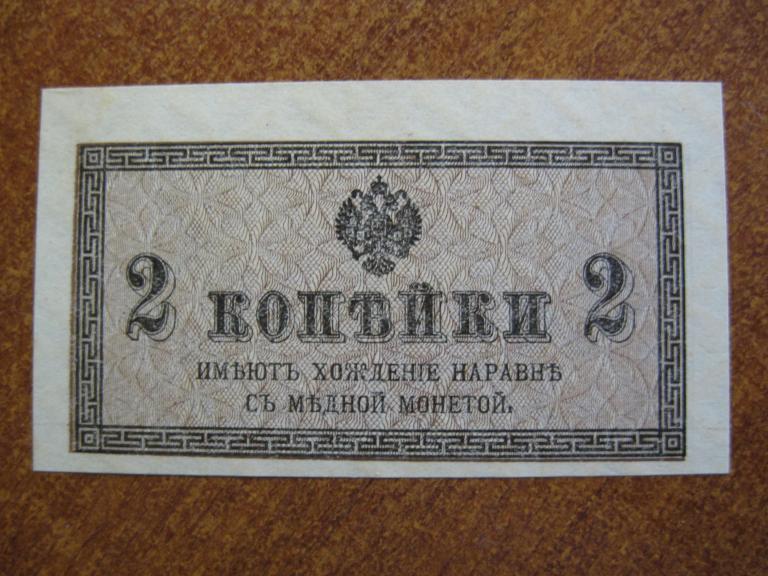 2 КОПѢЙКИ 2
ИМѢЮТЪ ХОЖДЕНІЕ НАРАВНѢ
СЪ МѢДНОЙ МОНЕТОЙ.